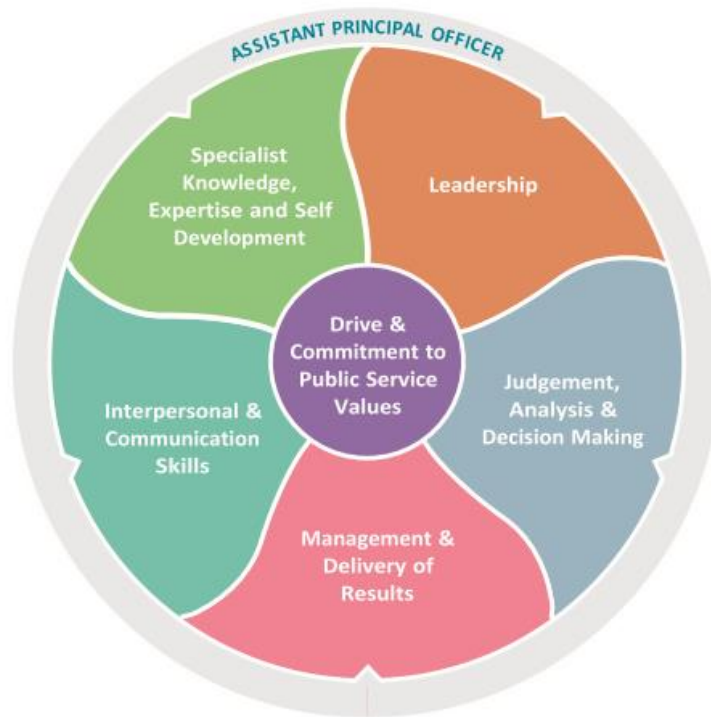 ASSISTANT PRINCIPAL OFFICER
Specialist
Knowledge,
Expertise and Self
Development
Leadership
Drive &
Commitment to
Public Service
Values
Judgement,
Analysis &
Decision Making
Interpersonal &
Communication
Skills
Management &
Delivery of
Results